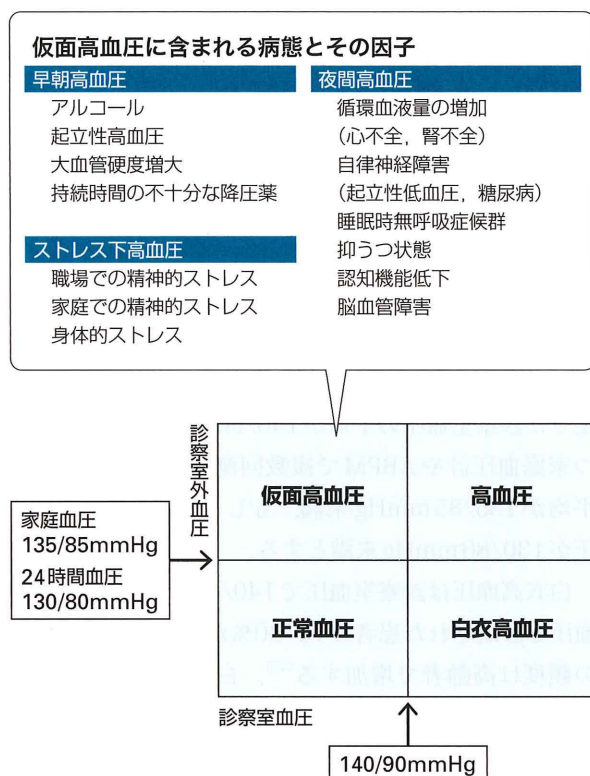 仮面高血圧に含まれる病態とその因子
早朝高血圧
アルコール
起立性高血圧
大血管硬度増大
持続時間の不十分な降圧薬
ストレス下高血圧
職場での精神的ストレス
家庭での精神的ストレス
身体的ストレス
夜間高血圧
循環血液量の増加
(心不全，腎不全)
自律神経障害
(起立性低血圧，糖尿病)
睡眠時無呼吸症候群
抑うつ状態
認知機能低下
脳血管障害
診察室外血圧
仮面高血圧
高血圧
家庭血圧
135/85mmHg
24時間血圧
130/80mmHg
正常血圧
白衣高血圧
診察室血圧
140/90mmHg